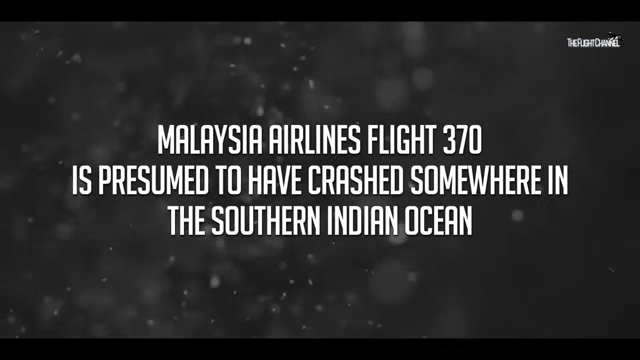 THEFLIGHTCHANNEL
MALAYSIA AIRLINES FLIGHT 370
IS PRESUMED TO HAVE CRASHED SOMEWHERE IN
THE SOUTHERN INDIAN OCEAN